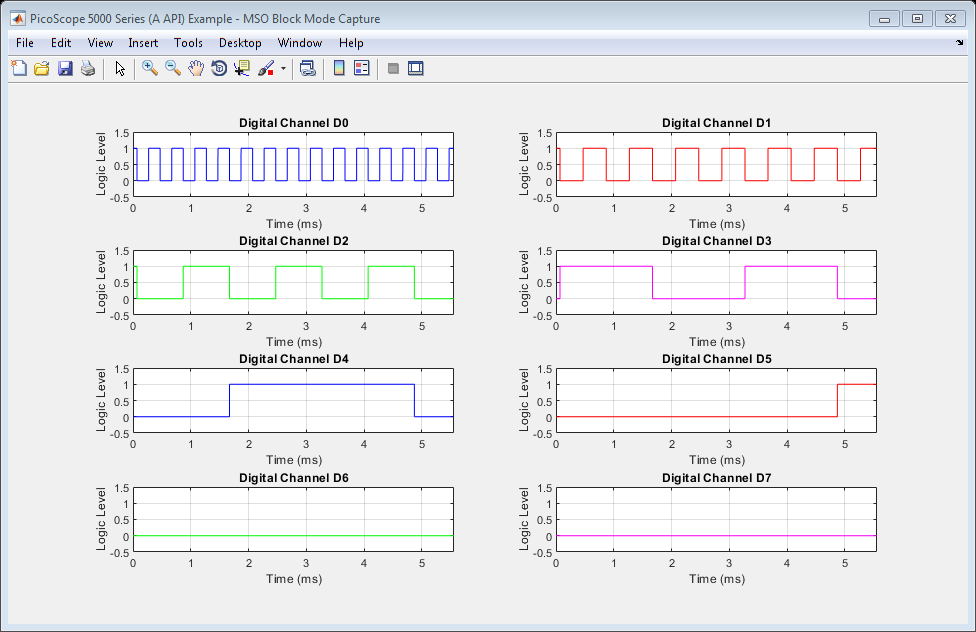 PicoScope 5000 Series (A API) Example - MSO Block Mode Capture
File Edit View Insert Tools Desktop Window Help
Digital Channel D0
Logic Level
1.5
1
0.5
0
-0.5
0 1 2 3 4 5
Time (ms)
Digital Channel D1
Logic Level
1.5
1
0.5
0
-0.5
0 1 2 3 4 5
Time (ms)
Digital Channel D2
Logic Level
1.5
1
0.5
0
-0.5
0 1 2 3 4 5
Time (ms)
Digital Channel D3
Logic Level
1.5
1
0.5
0
-0.5
0 1 2 3 4 5
Time (ms)
Digital Channel D4
Logic Level
1.5
1
0.5
0
-0.5
0 1 2 3 4 5
Time (ms)
Digital Channel D5
Logic Level
1.5
1
0.5
0
-0.5
0 1 2 3 4 5
Time (ms)
Digital Channel D6
Logic Level
1.5
1
0.5
0
-0.5
0 1 2 3 4 5
Time (ms)
Digital Channel D7
Logic Level
1.5
1
0.5
0
-0.5
0 1 2 3 4 5
Time (ms)